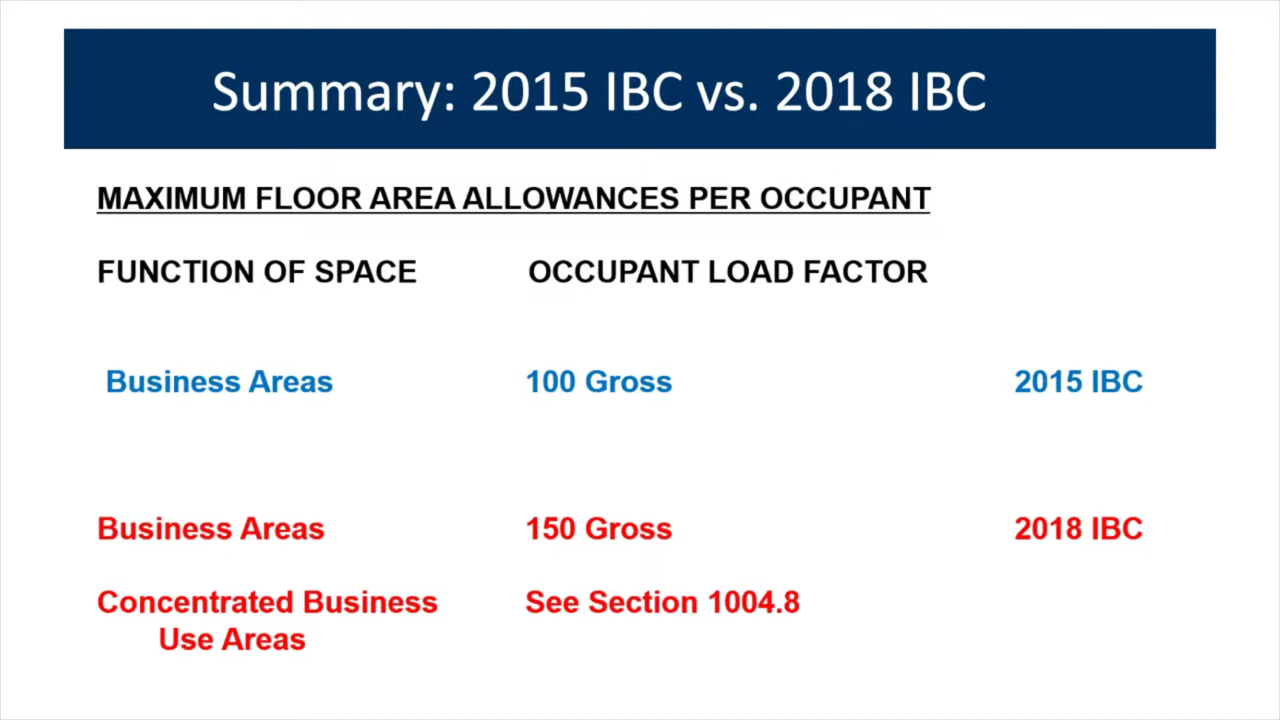 Summary: 2015 IBC vs. 2018 IBC
MAXIMUM FLOOR AREA ALLOWANCES PER OCCUPANT
FUNCTION OF SPACE OCCUPANT LOAD FACTOR
Business Areas 100 Gross 2015 IBC
Business Areas 150 Gross 2018 IBC
Concentrated Business See Section 1004.8
Use Areas